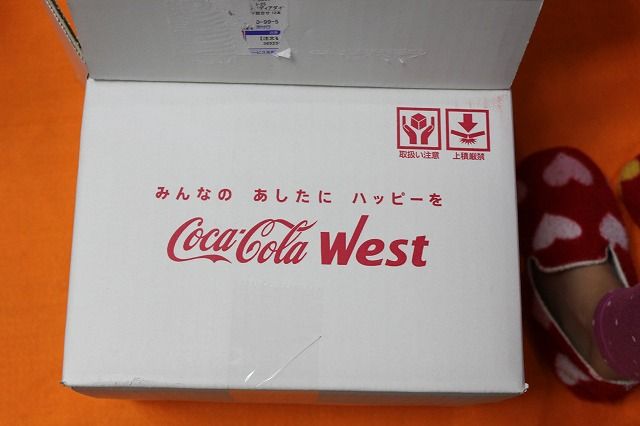 みんなの あしたに ハッピーを
Coca-Cola West
取扱い注意
上積厳禁